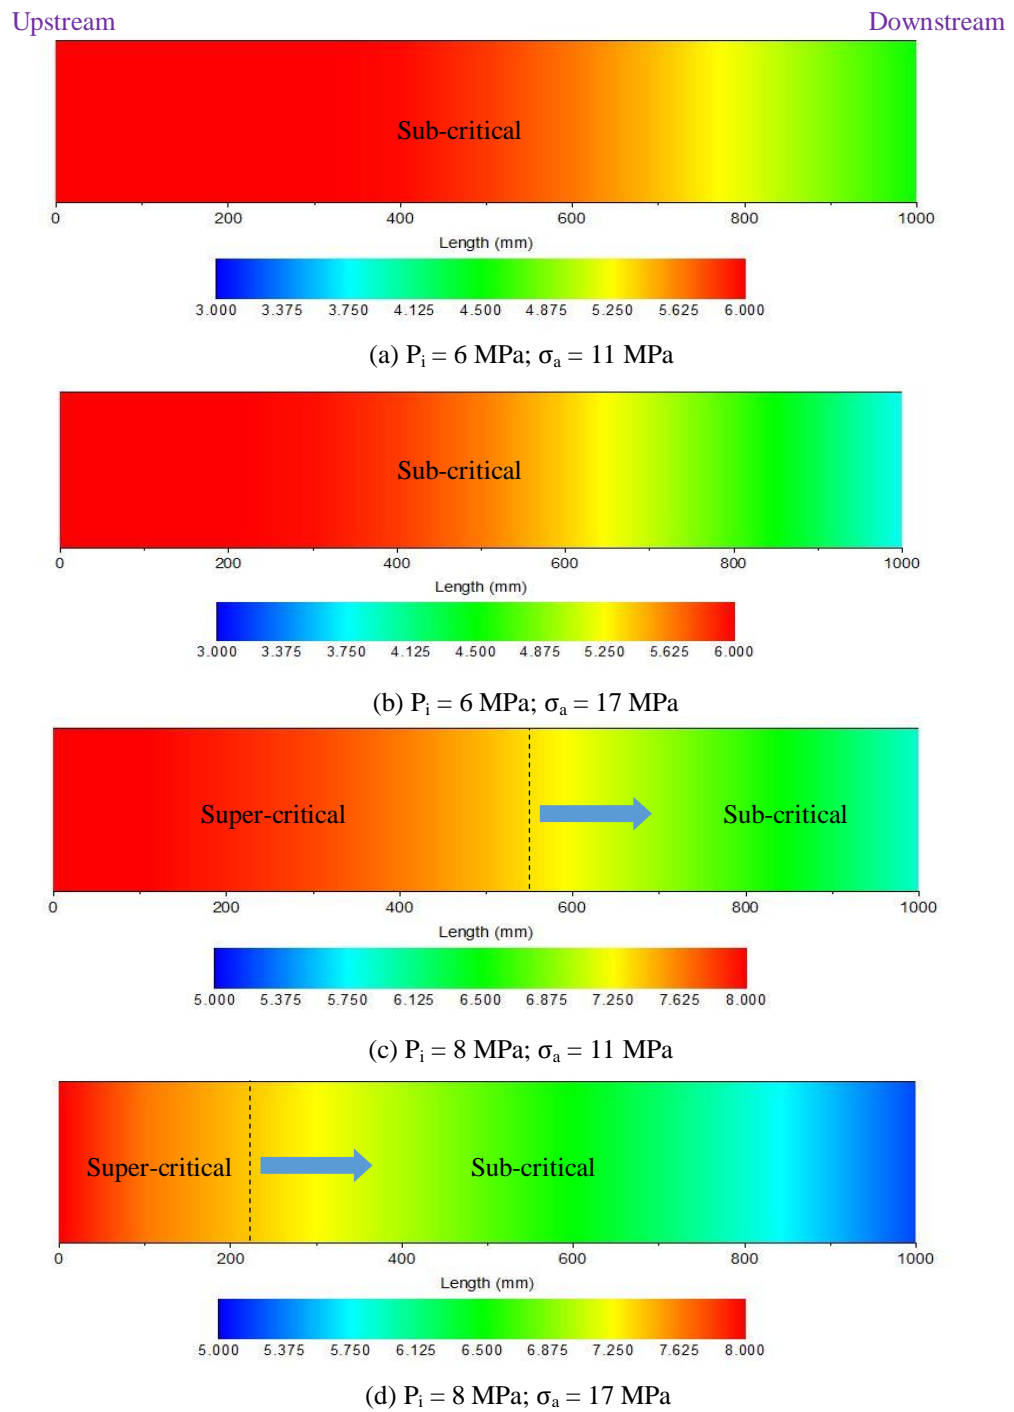 Upstream Downstream
Sub-critical
0 200 400 600 800 1000
Length (mm)
3.000 3.375 3.750 4.125 4.500 4.875 5.250 5.625 6.000
(a) Pᵢ = 6 MPa; σₐ = 11 MPa
Sub-critical
0 200 400 600 800 1000
Length (mm)
3.000 3.375 3.750 4.125 4.500 4.875 5.250 5.625 6.000
(b) Pᵢ = 6 MPa; σₐ = 17 MPa
Super-critical Sub-critical
0 200 400 600 800 1000
Length (mm)
5.000 5.375 5.750 6.125 6.500 6.875 7.250 7.625 8.000
(c) Pᵢ = 8 MPa; σₐ = 11 MPa
Super-critical Sub-critical
0 200 400 600 800 1000
Length (mm)
5.000 5.375 5.750 6.125 6.500 6.875 7.250 7.625 8.000
(d) Pᵢ = 8 MPa; σₐ = 17 MPa